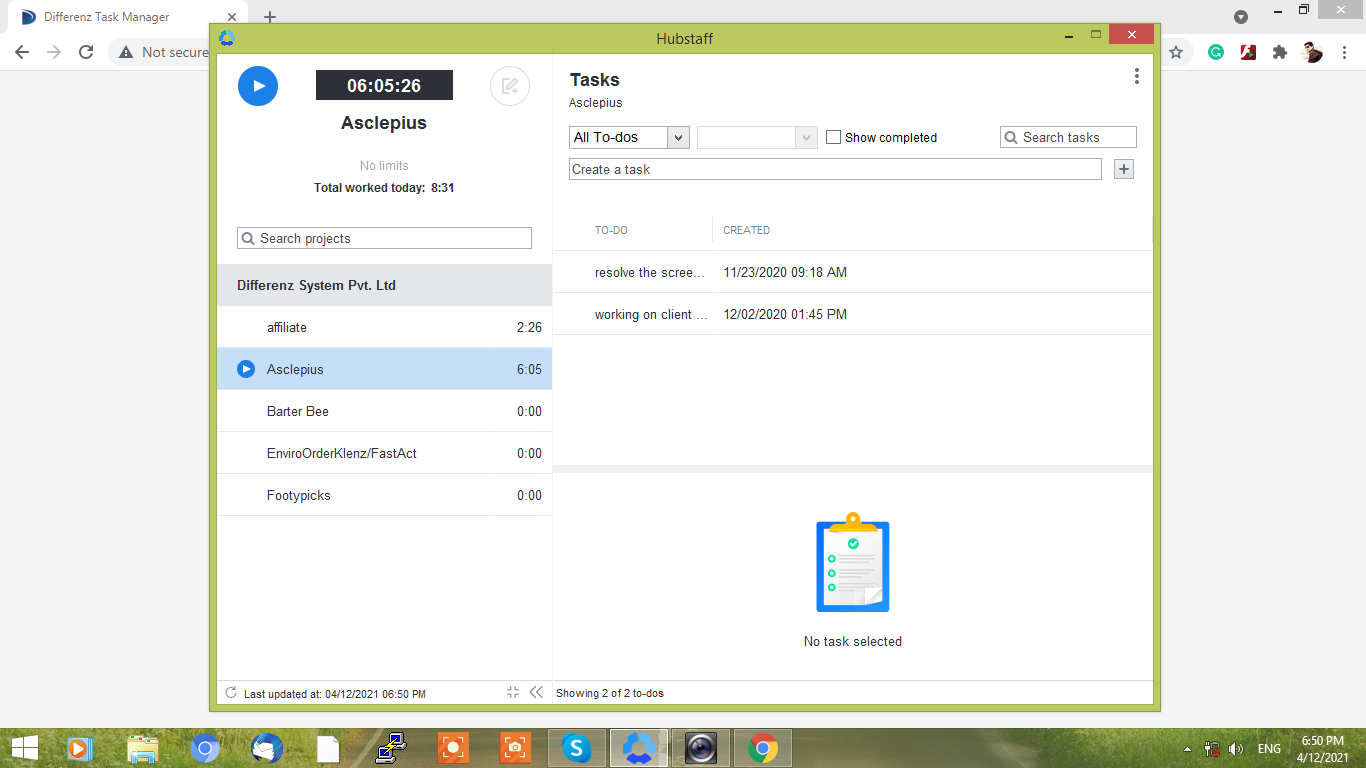 Differenz Task Manager
Not secure
Hubstaff
06:05:26
Asclepius
No limits
Total worked today: 8:31
Search projects
Differenz System Pvt. Ltd
affiliate 2:26
Asclepius 6:05
Barter Bee 0:00
EnviroOrderKlenz/FastAct 0:00
Footypicks 0:00
Last updated at: 04/12/2021 06:50 PM
Tasks
Asclepius
All To-dos
Show completed
Search tasks
Create a task
TO-DO CREATED
resolve the scree... 11/23/2020 09:18 AM
working on client ... 12/02/2020 01:45 PM
No task selected
Showing 2 of 2 to-dos
ENG
6:50 PM
4/12/2021